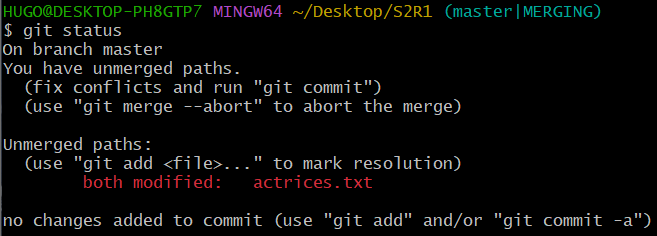 HUGO@DESKTOP-PH8GTP7 MINGW64 ~/Desktop/S2R1 (master|MERGING)
$ git status
On branch master
You have unmerged paths.
  (fix conflicts and run "git commit")
  (use "git merge --abort" to abort the merge)

Unmerged paths:
  (use "git add <file>..." to mark resolution)
        both modified:   actrices.txt

no changes added to commit (use "git add" and/or "git commit -a")